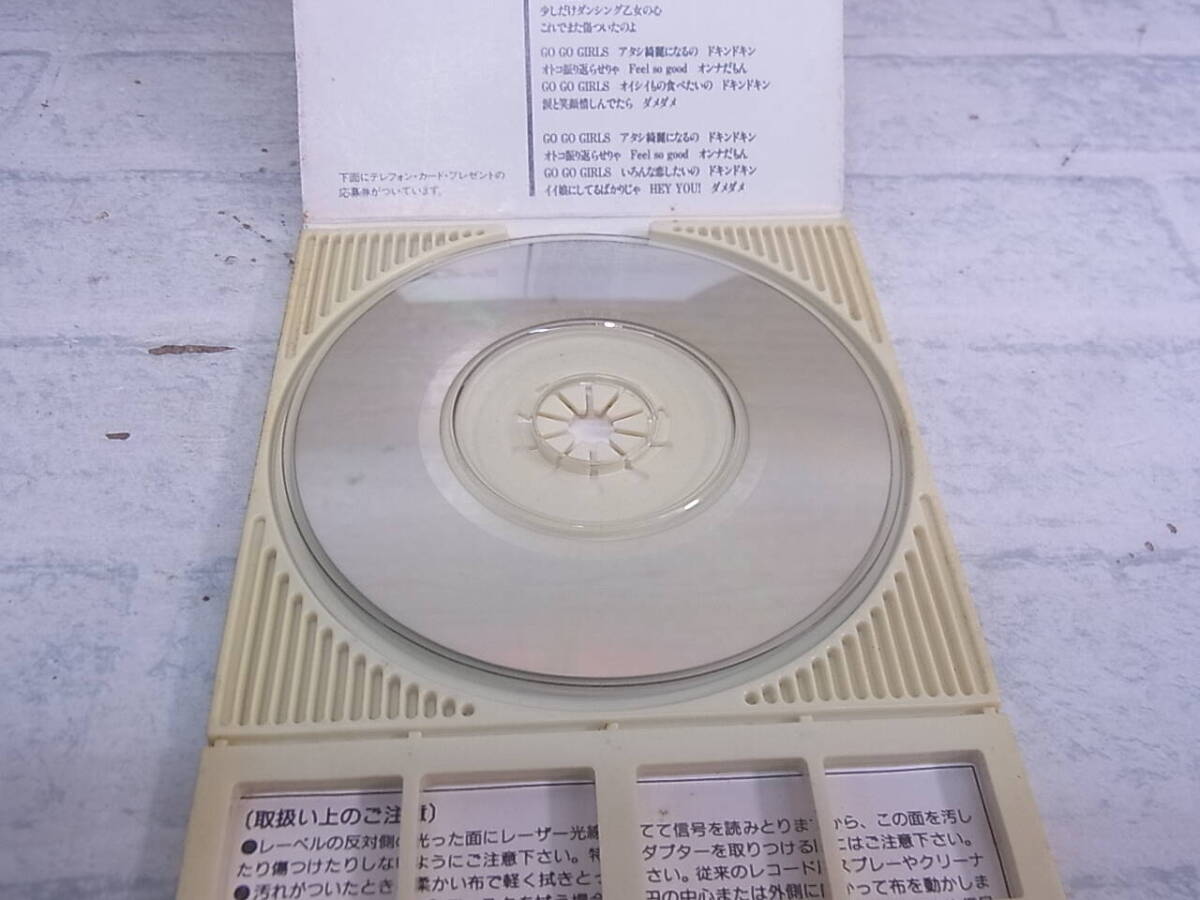 少しだけダンシング乙女の心
これでまた傷ついたのよ
GO GO GIRLS アタシ綺麗になるの ドキンドキン
オトコ振り返らせりゃ Feel so good オンナだもん
GO GO GIRLS オイシイもの食べたいの ドキンドキン
涙と笑顔惜しんでたら ダメダメ
GO GO GIRLS アタシ綺麗になるの ドキンドキン
オトコ振り返らせりゃ Feel so good オンナだもん
GO GO GIRLS いろんな恋したいの ドキンドキン
イイ娘にしてるばかりじゃ HEY YOU! ダメダメ
下面にテレフォン・カード・プレゼントの
応募券がついています。
(取扱い上のご注意)
●レーベルの反対側の光った面にレーザー光線 てて信号を読みとります から、この面を汚し
たり傷つけたりしない ようにご注意下さい。特 ダプターを取りつける にはご注意下さい。
●汚れがついたとき 柔かい布で軽く拭きとっ さい。従来のレコード スプレーやクリーナ
の中心または外側に って布を動かしま